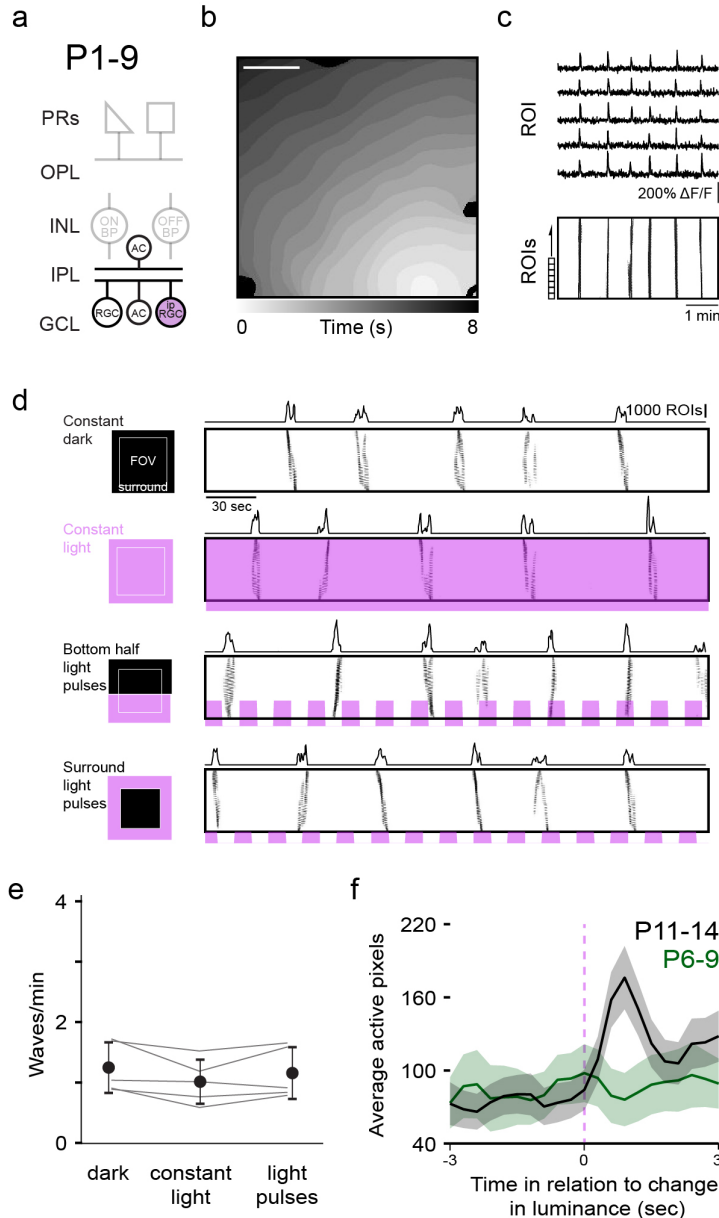 a
P1-9
PRs
OPL
INL
IPL
GCL
ON
BP
OFF
BP
AC
RGC
AC
ip
RGC
b
0
Time (s)
8
c
ROI
200% ΔF/F
ROIs
1 min
d
Constant
dark
FOV
surround
1000 ROIs
30 sec
Constant
light
Bottom half
light
pulses
Surround
light
pulses
e
Waves/min
4
2
0
dark
constant
light
light
pulses
f
Average active pixels
220
160
100
40
P11-14
P6-9
-3
0
3
Time in relation to change
in luminance (sec)